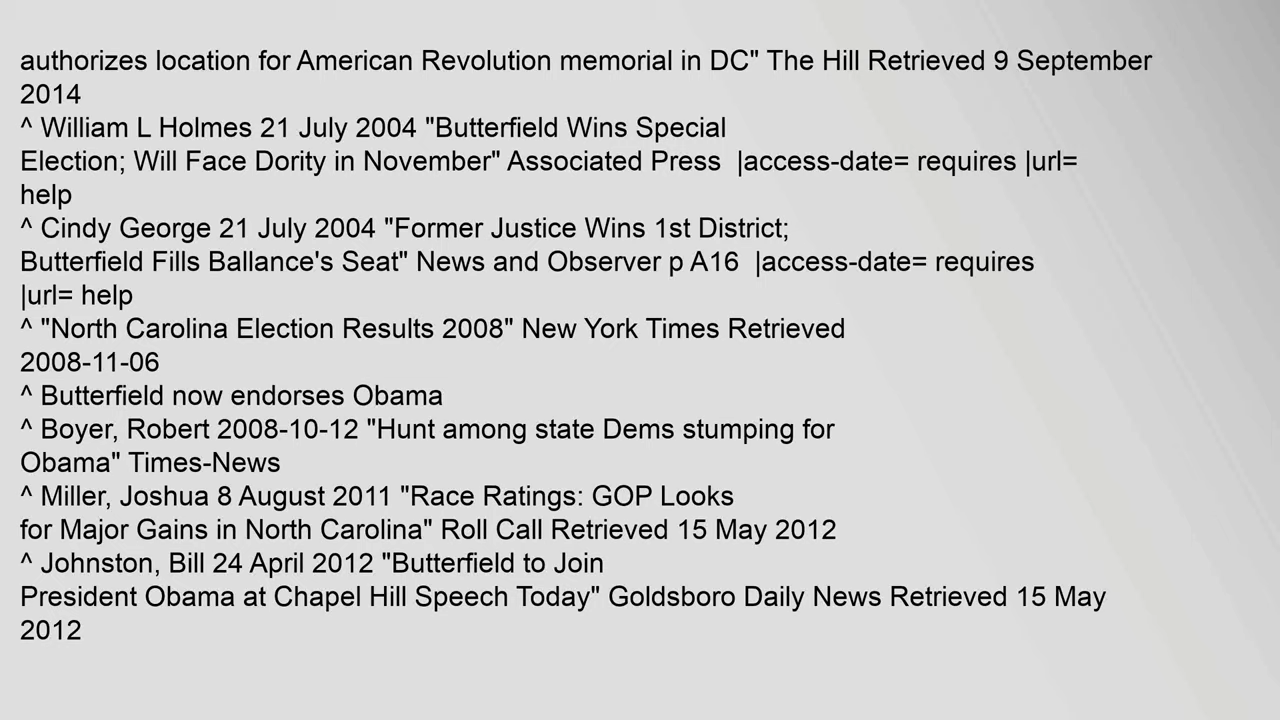 authorizes location for American Revolution memorial in DC" The Hill Retrieved 9 September
2014
^ William L Holmes 21 July 2004 "Butterfield Wins Special
Election; Will Face Dority in November" Associated Press  |access-date= requires |url=
help
^ Cindy George 21 July 2004 "Former Justice Wins 1st District;
Butterfield Fills Ballance's Seat" News and Observer p A16  |access-date= requires
|url= help
^ "North Carolina Election Results 2008" New York Times Retrieved
2008-11-06
^ Butterfield now endorses Obama
^ Boyer, Robert 2008-10-12 "Hunt among state Dems stumping for
Obama" Times-News
^ Miller, Joshua 8 August 2011 "Race Ratings: GOP Looks
for Major Gains in North Carolina" Roll Call Retrieved 15 May 2012
^ Johnston, Bill 24 April 2012 "Butterfield to Join
President Obama at Chapel Hill Speech Today" Goldsboro Daily News Retrieved 15 May
2012